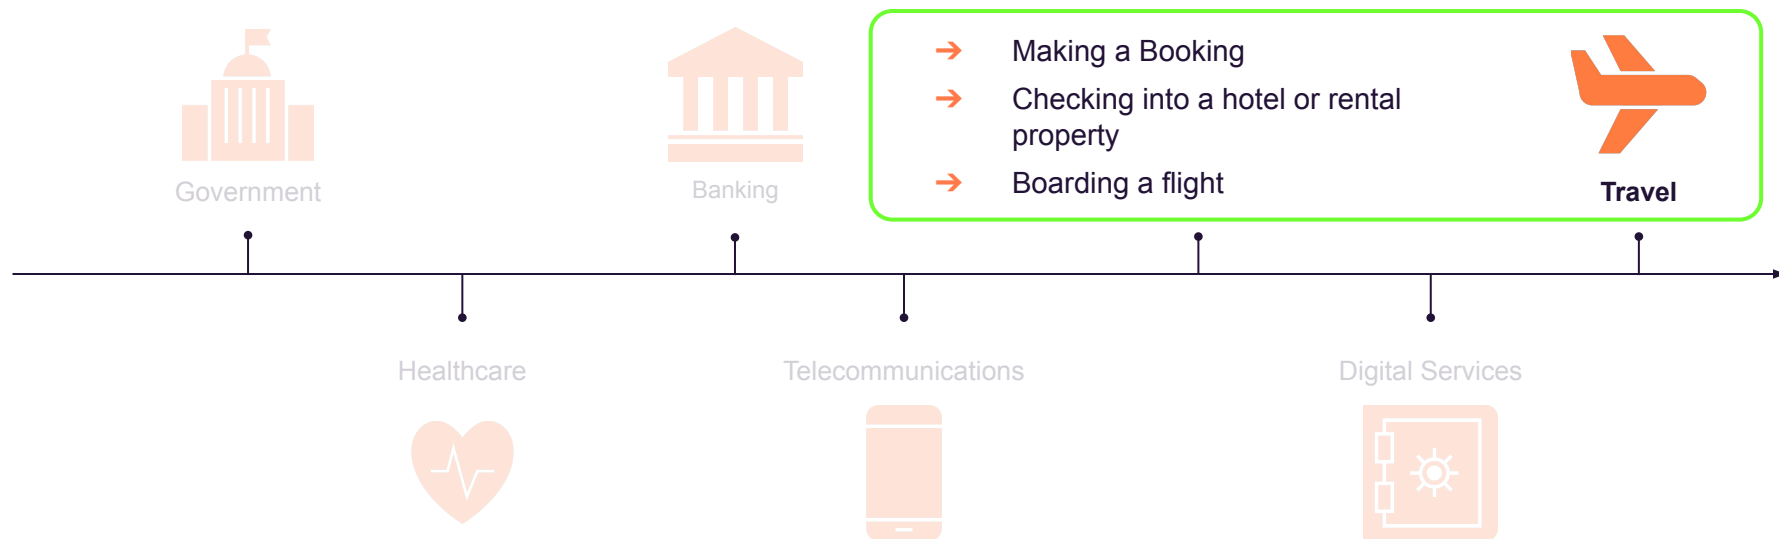 Government
Banking
Making a Booking
Checking into a hotel or rental
property
Boarding a flight
Travel
Healthcare
Telecommunications
Digital Services